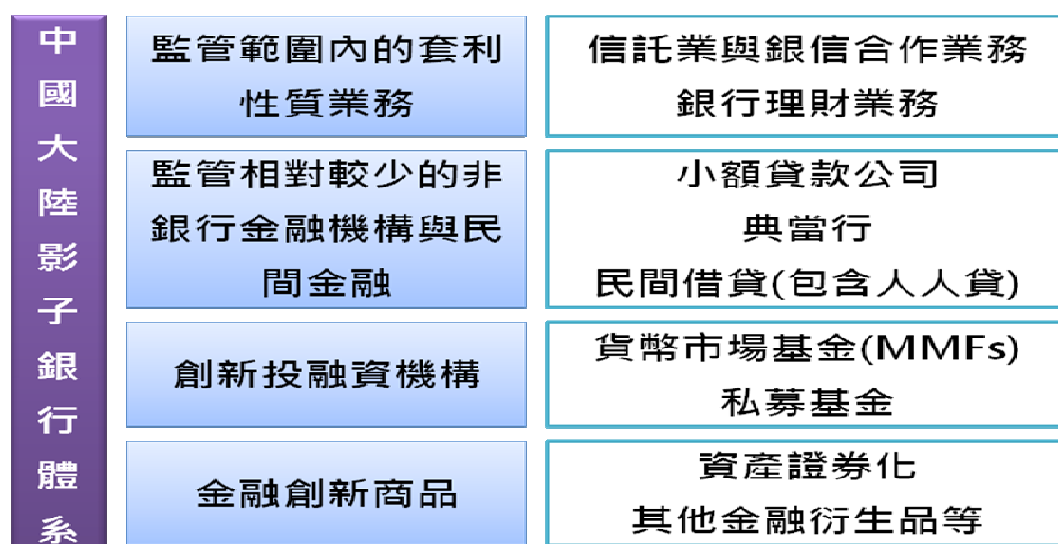 中國大陸影子銀行體系
監管範圍內的套利
性質業務
信託業與銀信合作業務
銀行理財業務
監管相對較少的非
銀行金融機構與民
間金融
小額貸款公司
典當行
民間借貸(包含人人貸)
創新投融資機構
貨幣市場基金(MMFs)
私募基金
金融創新商品
資產證券化
其他金融衍生品等